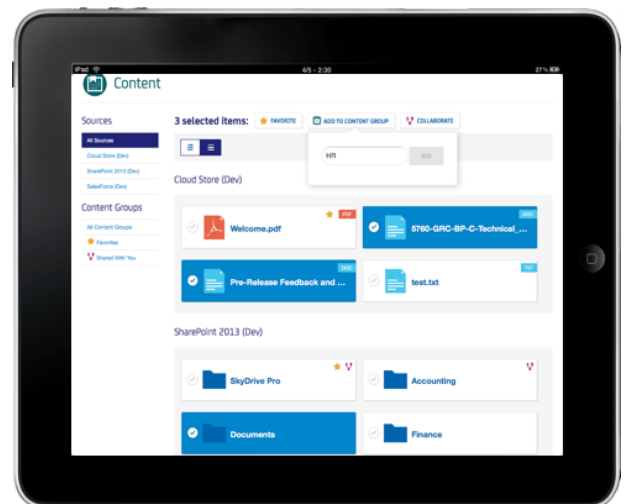 iPad 4/5 - 2:30 27%
Content
Sources
All Sources
Cloud Store (Dev)
SharePoint 2013 (Dev)
SalesForce (Dev)
Content Groups
All Content Groups
Favorites
Shared With You
3 selected items: FAVORITE ADD TO CONTENT GROUP COLLABORATE
HR ADD
Cloud Store (Dev)
PDF
Welcome.pdf
DOC
5760-GRC-BP-C-Technical_...
DOC
Pre-Release Feedback and ...
TXT
test.txt
SharePoint 2013 (Dev)
SkyDrive Pro
Accounting
Documents
Finance